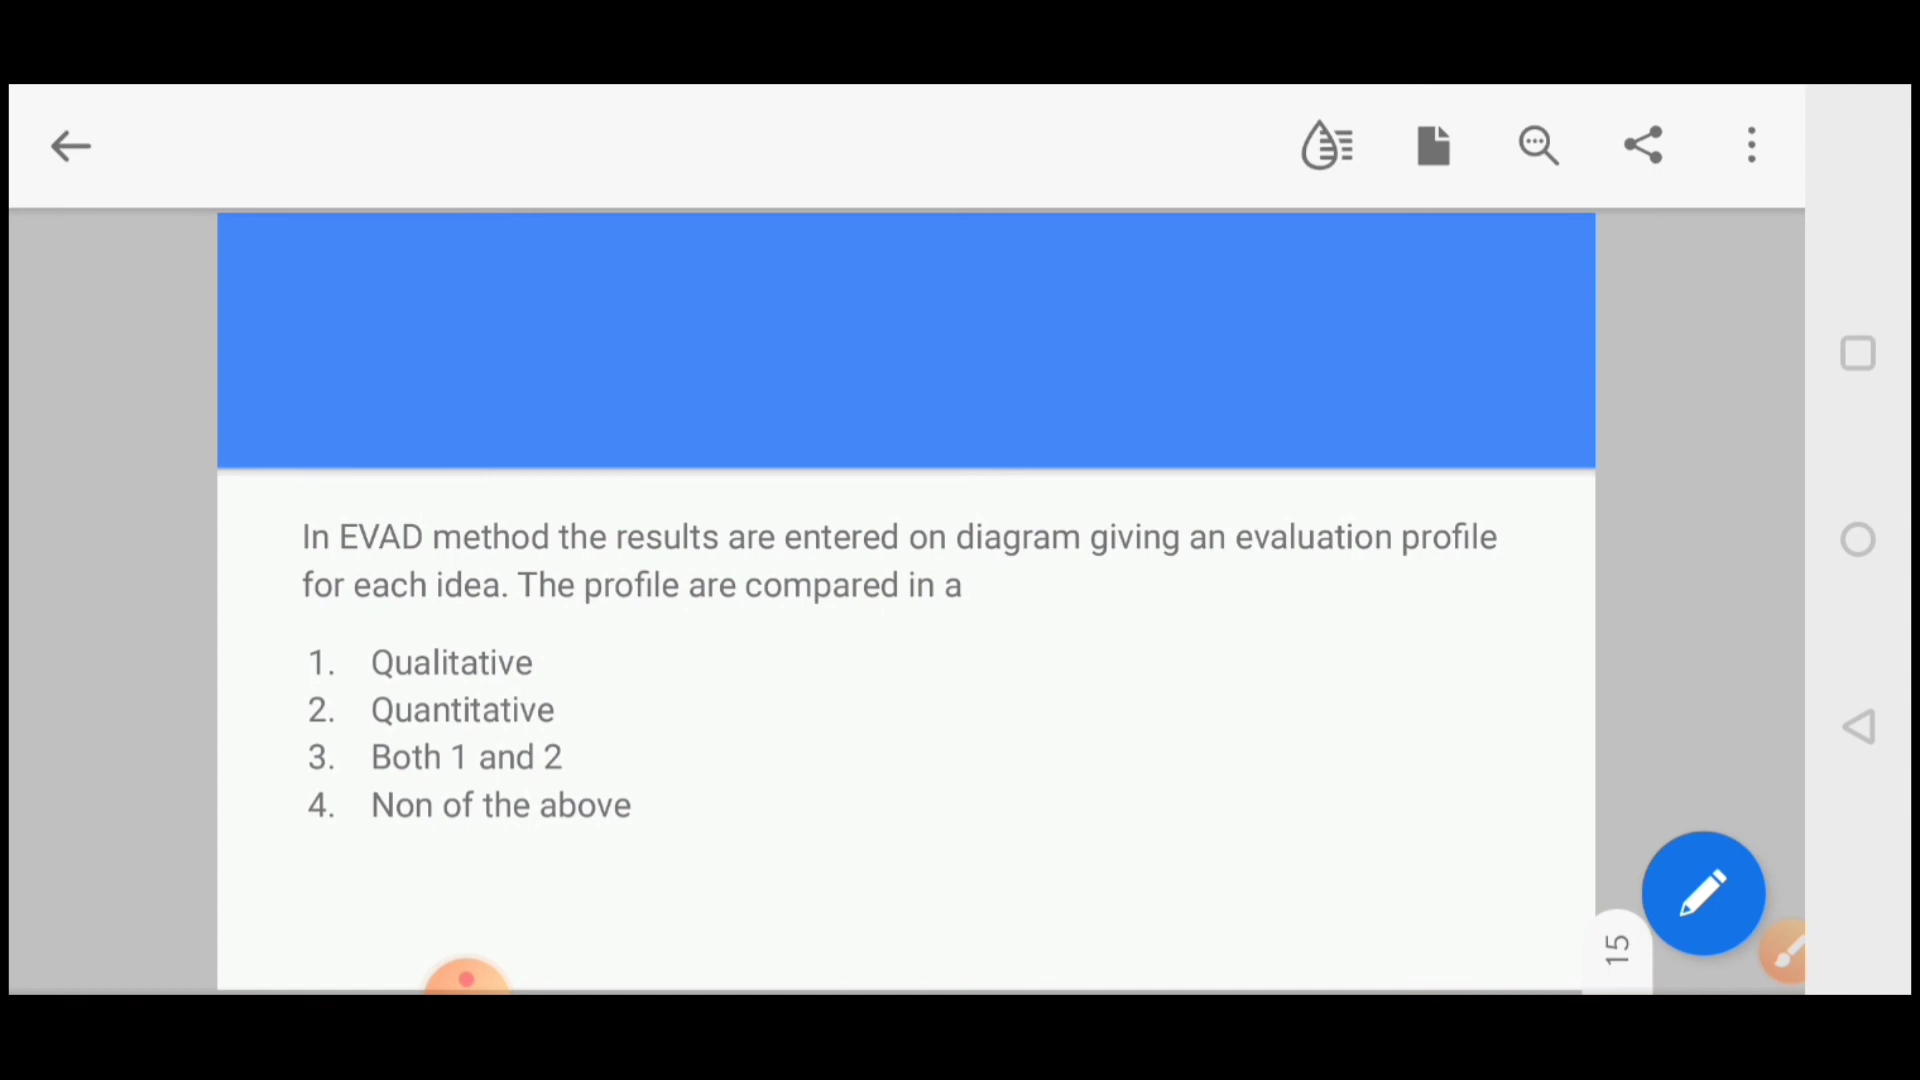 In EVAD method the results are entered on diagram giving an evaluation profile
for each idea. The profile are compared in a
1. Qualitative
2. Quantitative
3. Both 1 and 2
4. Non of the above
15